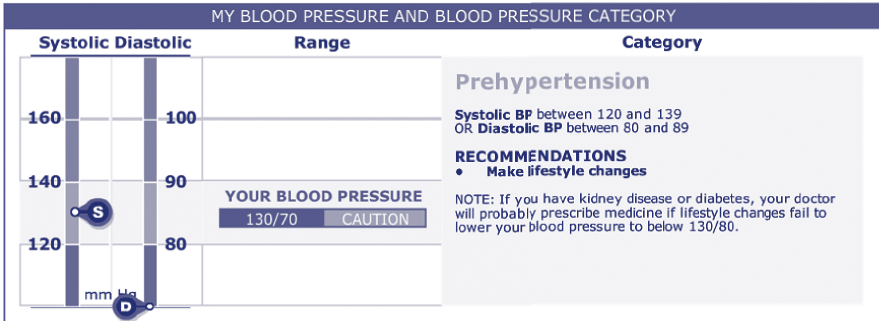 MY BLOOD PRESSURE AND BLOOD PRESSURE CATEGORY
Systolic Diastolic Range Category
Prehypertension
160 100
Systolic BP between 120 and 139
OR Diastolic BP between 80 and 89
RECOMMENDATIONS
• Make lifestyle changes
140 90
YOUR BLOOD PRESSURE
S
130/70 CAUTION
NOTE: If you have kidney disease or diabetes, your doctor
will probably prescribe medicine if lifestyle changes fail to
lower your blood pressure to below 130/80.
120 80
mm Hg
D